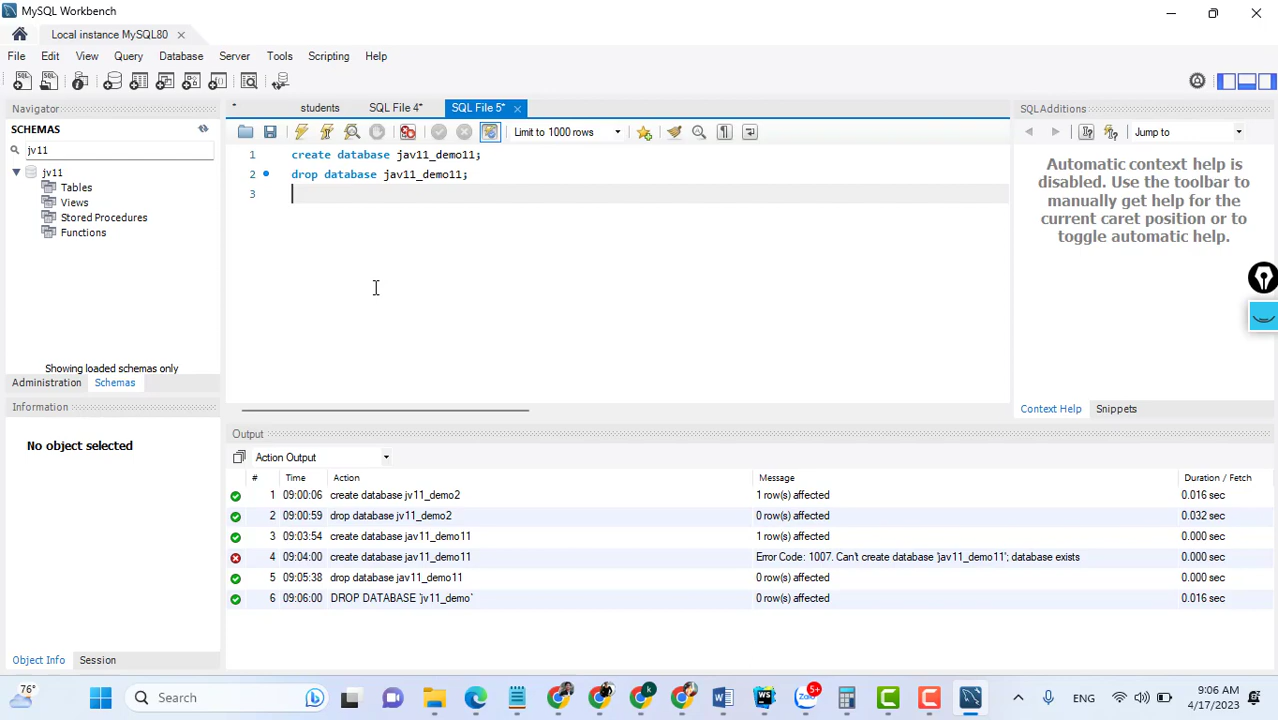 MySQL Workbench
Local instance MySQL80
File Edit View Query Database Server Tools Scripting Help
Navigator
SCHEMAS
jv11
jv11
Tables
Views
Stored Procedures
Functions
Showing loaded schemas only
Administration Schemas
Information
No object selected
Object Info Session
students SQL File 4* SQL File 5*
Limit to 1000 rows
1 create database jav11_demo11;
2 drop database jav11_demo11;
3
SQLAdditions
Jump to
Automatic context help is
disabled. Use the toolbar to
manually get help for the
current caret position or to
toggle automatic help.
Context Help Snippets
Output
Action Output
# Time Action Message Duration / Fetch
1 09:00:06 create database jv11_demo2 1 row(s) affected 0.016 sec
2 09:00:59 drop database jv11_demo2 0 row(s) affected 0.032 sec
3 09:03:54 create database jav11_demo11 1 row(s) affected 0.000 sec
4 09:04:00 create database jav11_demo11 Error Code: 1007. Can't create database 'jav11_demo11'; database exists 0.000 sec
5 09:05:38 drop database jav11_demo11 0 row(s) affected 0.000 sec
6 09:06:00 DROP DATABASE `jv11_demo` 0 row(s) affected 0.016 sec
76°
Search
5+
ENG
9:06 AM
4/17/2023